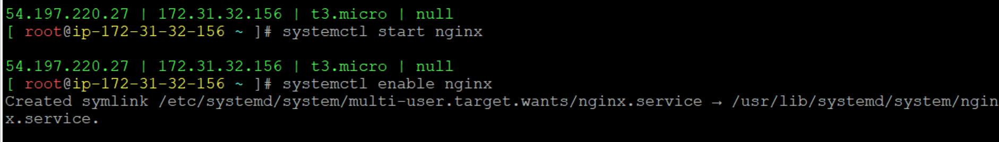 54.197.220.27 | 172.31.32.156 | t3.micro | null
[ root@ip-172-31-32-156 ~ ]# systemctl start nginx
54.197.220.27 | 172.31.32.156 | t3.micro | null
[ root@ip-172-31-32-156 ~ ]# systemctl enable nginx
Created symlink /etc/systemd/system/multi-user.target.wants/nginx.service → /usr/lib/systemd/system/ngin
x.service.